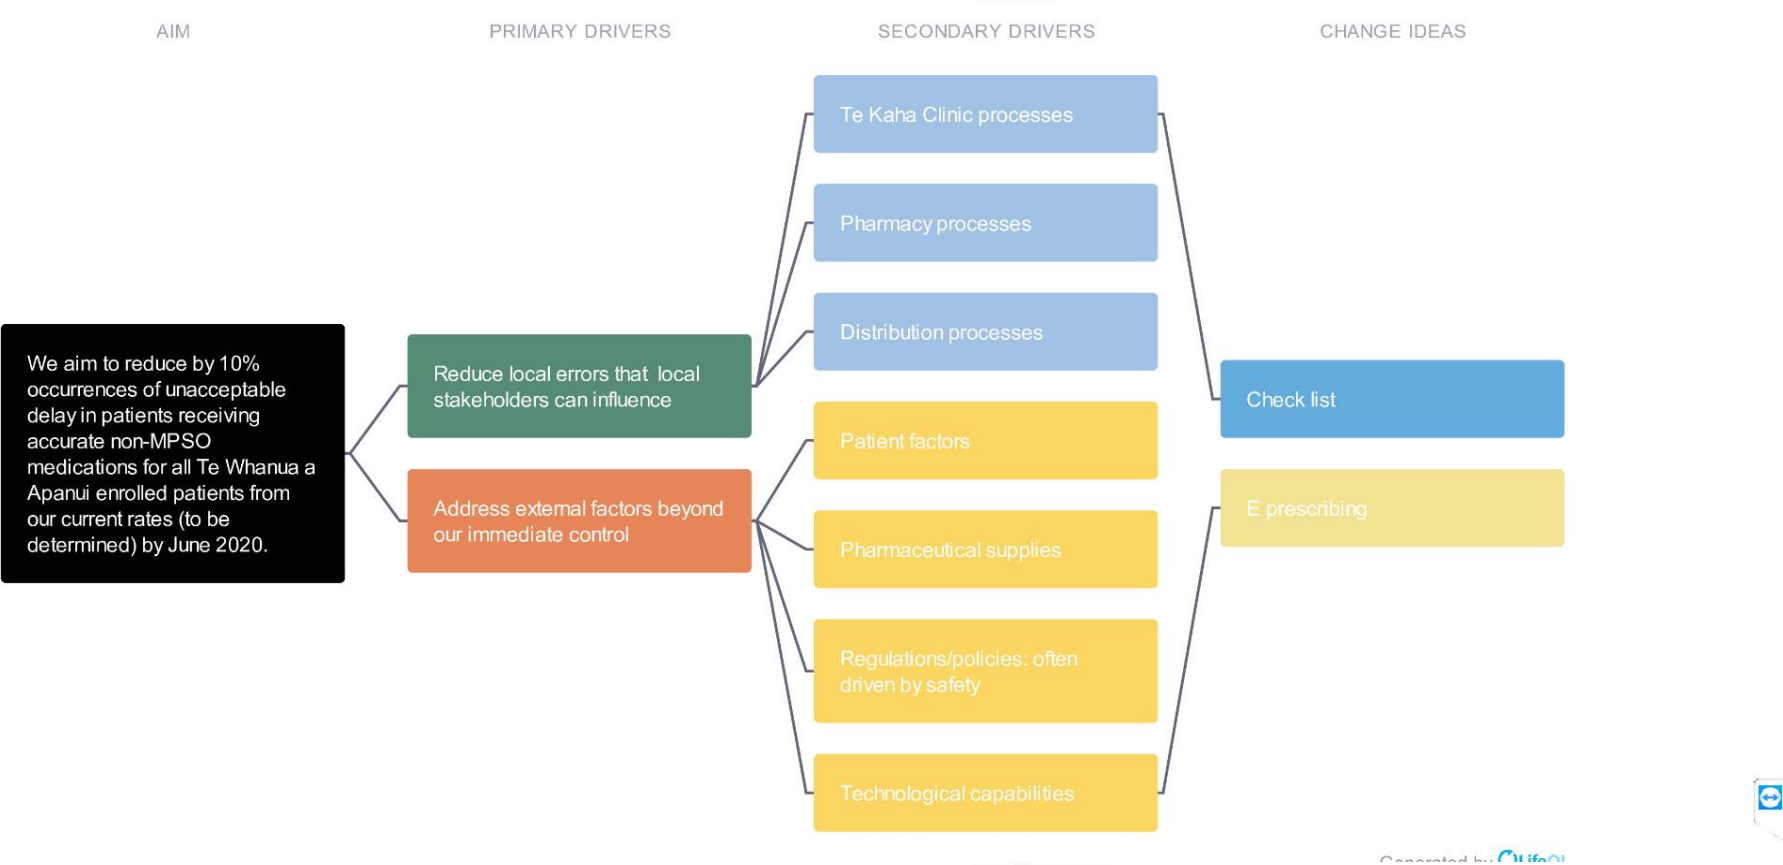 AIM
PRIMARY DRIVERS
SECONDARY DRIVERS
CHANGE IDEAS
We aim to reduce by 10%
occurrences of unacceptable
delay in patients receiving
accurate non-MPSO
medications for all Te Whanua a
Apanui enrolled patients from
our current rates (to be
determined) by June 2020.
Reduce local errors that local
stakeholders can influence
Address external factors beyond
our immediate control
Te Kaha Clinic processes
Pharmacy processes
Distribution processes
Patient factors
Pharmaceutical supplies
Regulations/policies: often
driven by safety
Technological capabilities
Check list
E prescribing
Generated by LifeQI